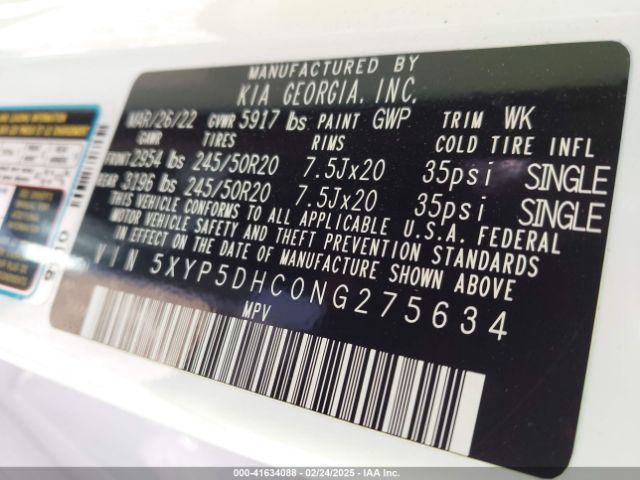 MANUFACTURED BY
KIA GEORGIA, INC.
MAR/26/22 GVWR 5917 lbs PAINT GWP TRIM WK
GAWR TIRES RIMS COLD TIRE INFL
FRONT 2954 lbs 245/50R20 7.5Jx20 35psi SINGLE
REAR 3196 lbs 245/50R20 7.5Jx20 35psi SINGLE
THIS VEHICLE CONFORMS TO ALL APPLICABLE U.S.A. FEDERAL
MOTOR VEHICLE SAFETY AND THEFT PREVENTION STANDARDS
IN EFFECT ON THE DATE OF MANUFACTURE SHOWN ABOVE
VIN 5XYP5DHC0NG275634
MPV
000-41634088 - 02/24/2025 - IAA Inc.